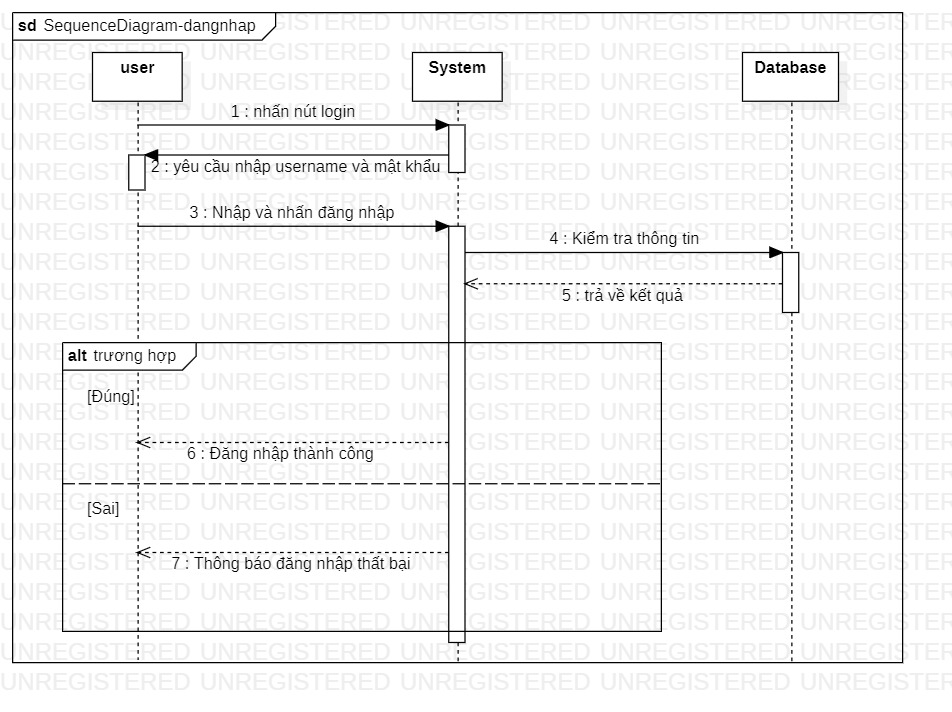 sd SequenceDiagram-dangnhap
user
System
Database
1 : nhấn nút login
2 : yêu cầu nhập username và mật khẩu
3 : Nhập và nhấn đăng nhập
4 : Kiểm tra thông tin
5 : trả về kết quả
alt trương hợp
[Đúng]
6 : Đăng nhập thành công
[Sai]
7 : Thông báo đăng nhập thất bại
UNREGISTERED